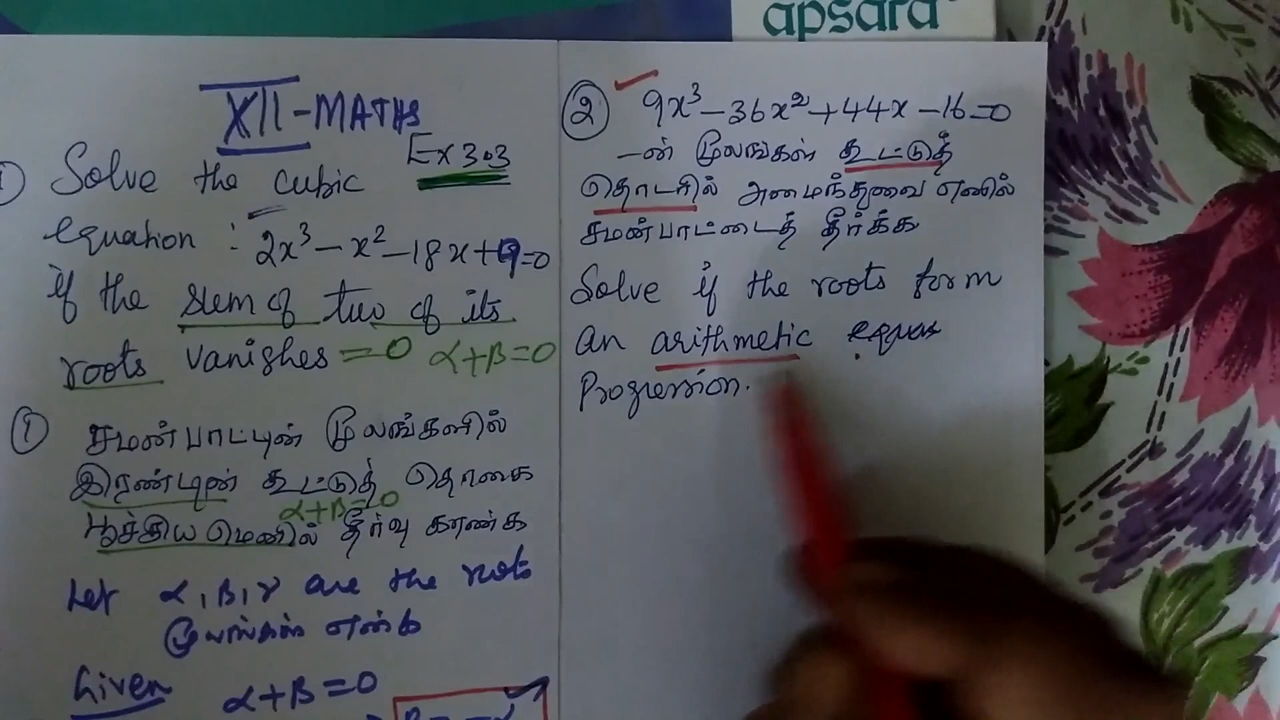 apsara
XII-MATHS
Ex 3.3
1) Solve the cubic
equation : 2x³ - x² - 18x + 9 = 0
if the sum of two of its
roots vanishes = 0 α+β=0
① சமன்பாட்டின் மூலங்களில்
இரண்டின் கூட்டுத் தொகை
α+β=0
பூச்சியமெனில் தீர்வு காண்க
Let α, β, γ are the roots
மூலங்கள் என்க
Given α+β=0
② 9x³ - 36x² + 44x - 16 = 0
-ன் மூலங்கள் கூட்டுத்
தொடரில் அமைந்துவை எனில்
சமன்பாட்டைத் தீர்க்க
Solve if the roots form
an arithmetic
Progression.